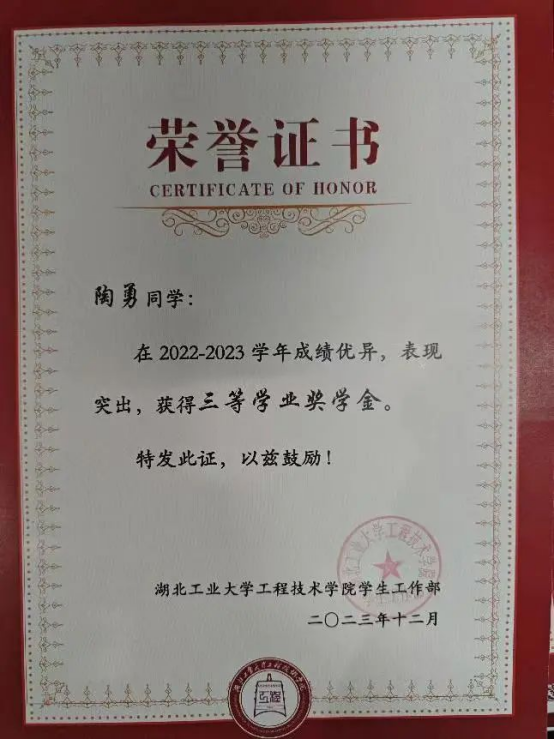 荣誉证书
CERTIFICATE OF HONOR
陶勇同学：
在2022-2023学年成绩优异，表现
突出，获得三等学业奖学金。
特发此证，以兹鼓励！
湖北工业大学工程技术学院学生工作部
二〇二三年十二月